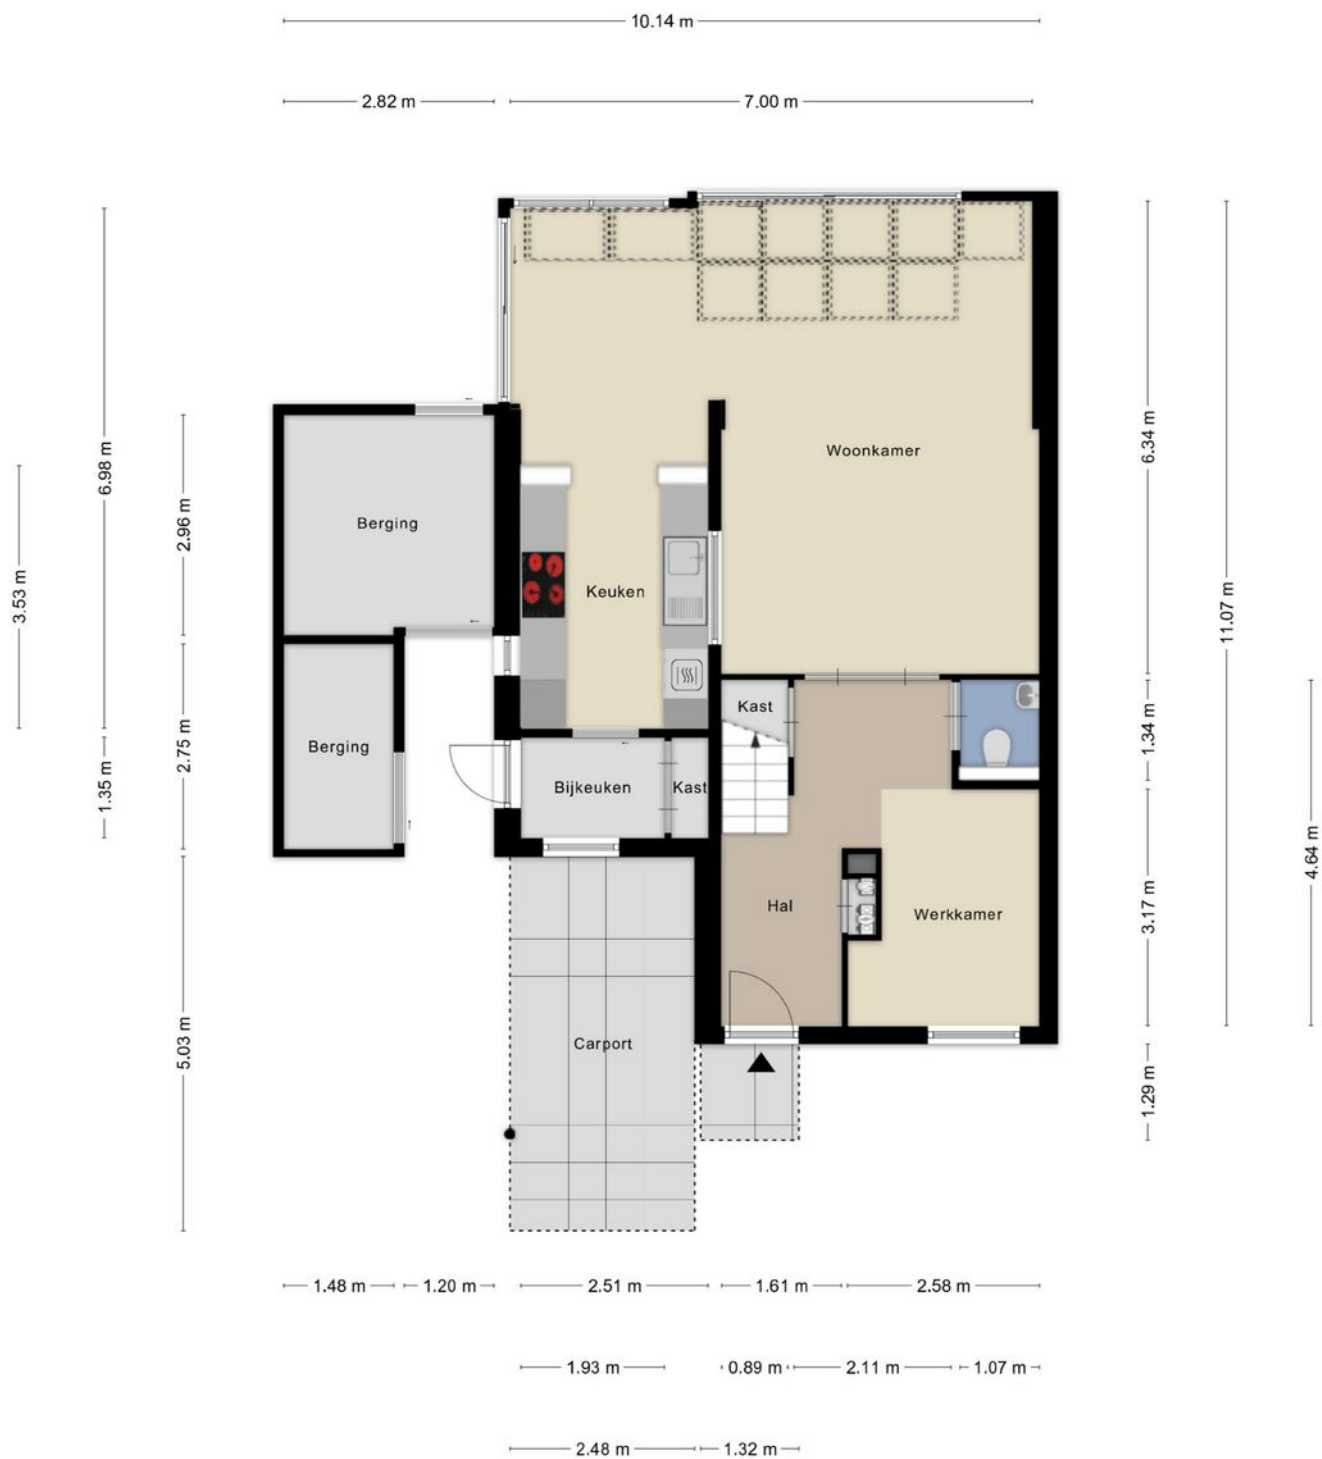 10.14 m
2.82 m
7.00 m
6.98 m
3.53 m
2.96 m
2.75 m
1.35 m
5.03 m
6.34 m
11.07 m
1.34 m
4.64 m
3.17 m
1.29 m
Woonkamer
Berging
Keuken
Kast
Berging
Bijkeuken
Kast
Hal
Werkkamer
Carport
1.48 m
1.20 m
2.51 m
1.61 m
2.58 m
1.93 m
0.89 m
2.11 m
1.07 m
2.48 m
1.32 m